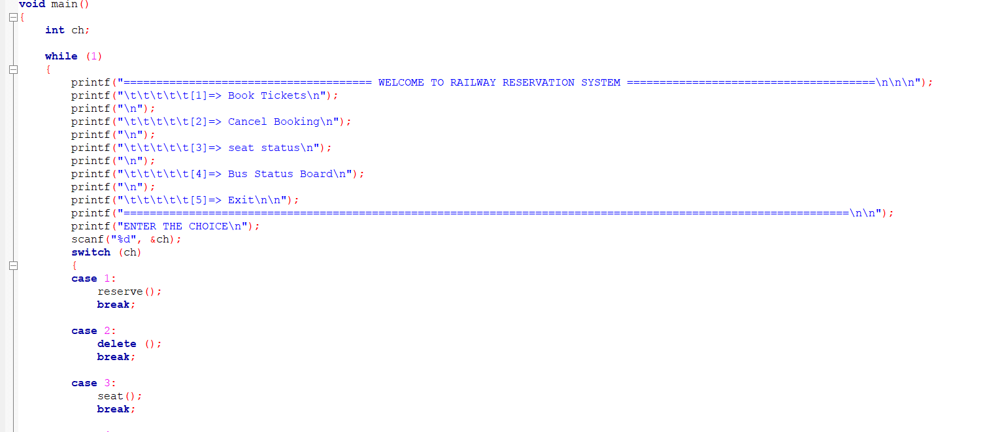 void main()
{
    int ch;
    while (1)
    {
        printf("====================================== WELCOME TO RAILWAY RESERVATION SYSTEM ======================================\n\n\n");
        printf("\t\t\t\t\t[1]=> Book Tickets\n");
        printf("\n");
        printf("\t\t\t\t\t[2]=> Cancel Booking\n");
        printf("\n");
        printf("\t\t\t\t\t[3]=> seat status\n");
        printf("\n");
        printf("\t\t\t\t\t[4]=> Bus Status Board\n");
        printf("\n");
        printf("\t\t\t\t\t[5]=> Exit\n\n");
        printf("===============================================================================================================\n\n");
        printf("ENTER THE CHOICE\n");
        scanf("%d", &ch);
        switch (ch)
        {
        case 1:
            reserve();
            break;
        case 2:
            delete ();
            break;
        case 3:
            seat();
            break;